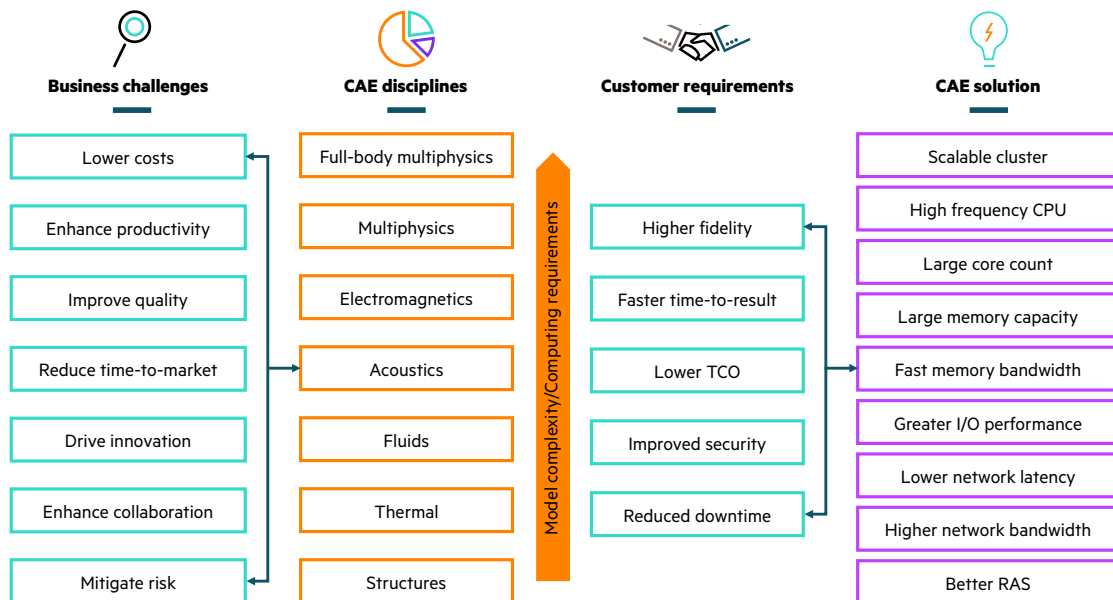 Business challenges
Lower costs
Enhance productivity
Improve quality
Reduce time-to-market
Drive innovation
Enhance collaboration
Mitigate risk
CAE disciplines
Full-body multiphysics
Multiphysics
Electromagnetics
Acoustics
Fluids
Thermal
Structures
Model complexity/Computing requirements
Customer requirements
Higher fidelity
Faster time-to-result
Lower TCO
Improved security
Reduced downtime
CAE solution
Scalable cluster
High frequency CPU
Large core count
Large memory capacity
Fast memory bandwidth
Greater I/O performance
Lower network latency
Higher network bandwidth
Better RAS